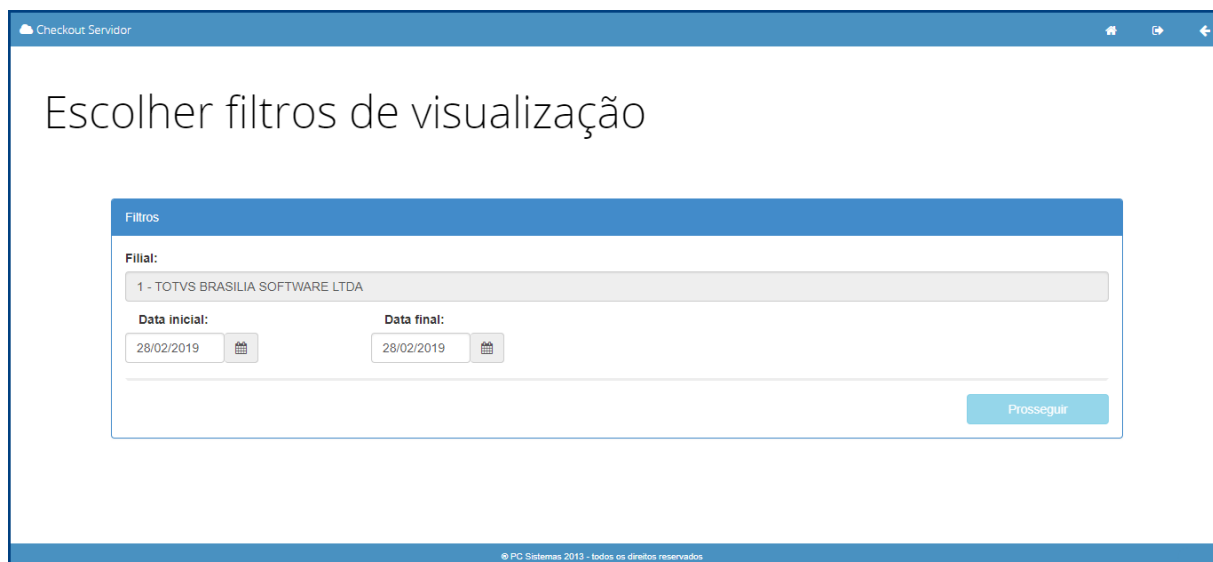 Checkout Servidor
Escolher filtros de visualização
Filtros
Filial:
1 - TOTVS BRASILIA SOFTWARE LTDA
Data inicial: Data final:
28/02/2019 28/02/2019
Prosseguir
® PC Sistemas 2013 - todos os direitos reservados